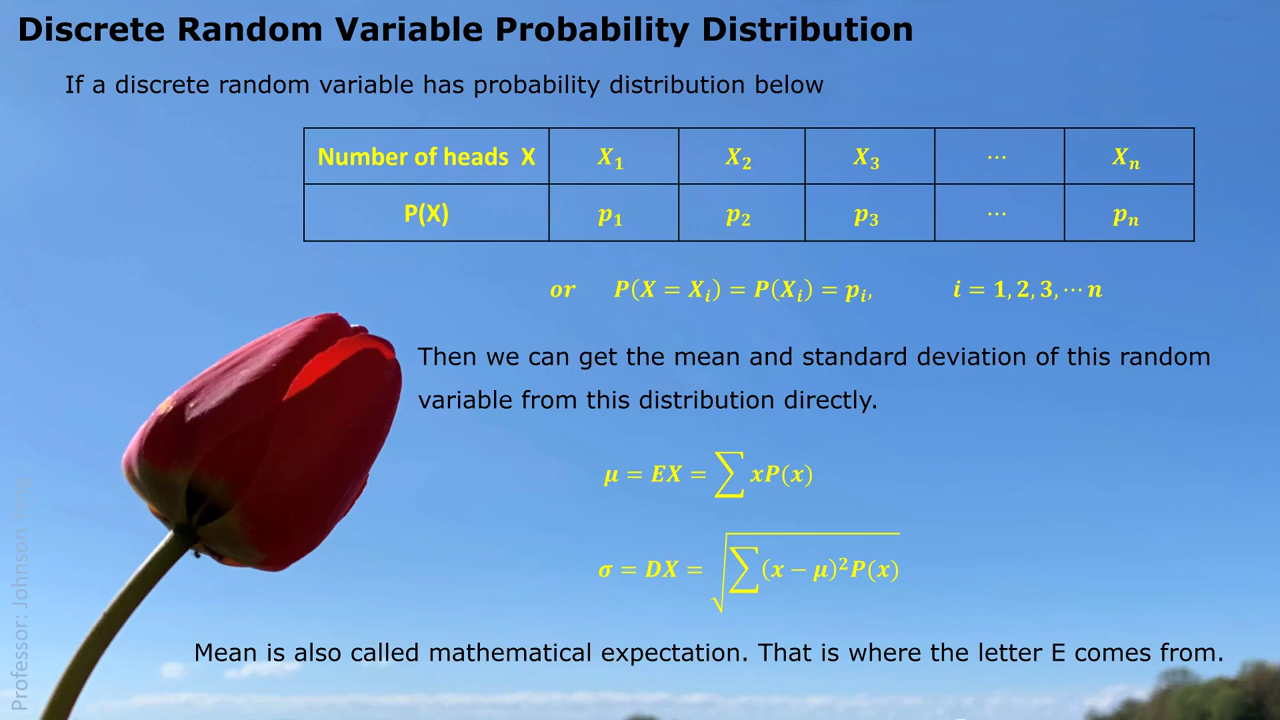 Discrete Random Variable Probability Distribution
If a discrete random variable has probability distribution below
Number of heads X X₁ X₂ X₃ ⋯ Xₙ
P(X) p₁ p₂ p₃ ⋯ pₙ
or P(X = Xᵢ) = P(Xᵢ) = pᵢ, i = 1, 2, 3, ⋯ n
Then we can get the mean and standard deviation of this random
variable from this distribution directly.
μ = EX = ∑ xP(x)
σ = DX = √∑(x − μ)²P(x)
Mean is also called mathematical expectation. That is where the letter E comes from.
Professor: Johnson